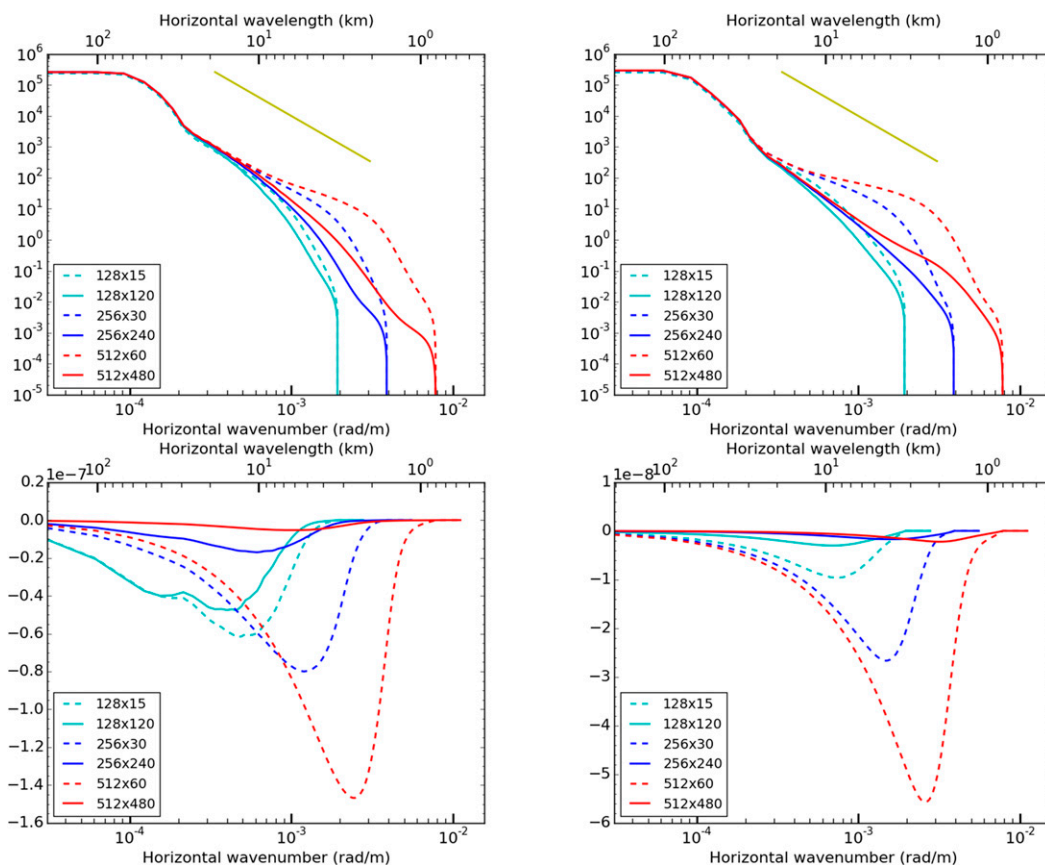 Horizontal wavelength (km)
10^2 10^1 10^0
10^6
10^5
10^4
10^3
10^2
10^1
10^0
10^-1
10^-2
10^-3
10^-4
10^-5
128x15
128x120
256x30
256x240
512x60
512x480
10^-4 10^-3 10^-2
Horizontal wavenumber (rad/m)
Horizontal wavelength (km)
10^2 10^1 10^0
10^6
10^5
10^4
10^3
10^2
10^1
10^0
10^-1
10^-2
10^-3
10^-4
10^-5
128x15
128x120
256x30
256x240
512x60
512x480
10^-4 10^-3 10^-2
Horizontal wavenumber (rad/m)
Horizontal wavelength (km)
1e-7 10^2 10^1 10^0
0.2
0.0
−0.2
−0.4
−0.6
−0.8
−1.0
−1.2
−1.4
−1.6
128x15
128x120
256x30
256x240
512x60
512x480
10^-4 10^-3 10^-2
Horizontal wavenumber (rad/m)
Horizontal wavelength (km)
1e-8 10^2 10^1 10^0
1
0
−1
−2
−3
−4
−5
−6
128x15
128x120
256x30
256x240
512x60
512x480
10^-4 10^-3 10^-2
Horizontal wavenumber (rad/m)